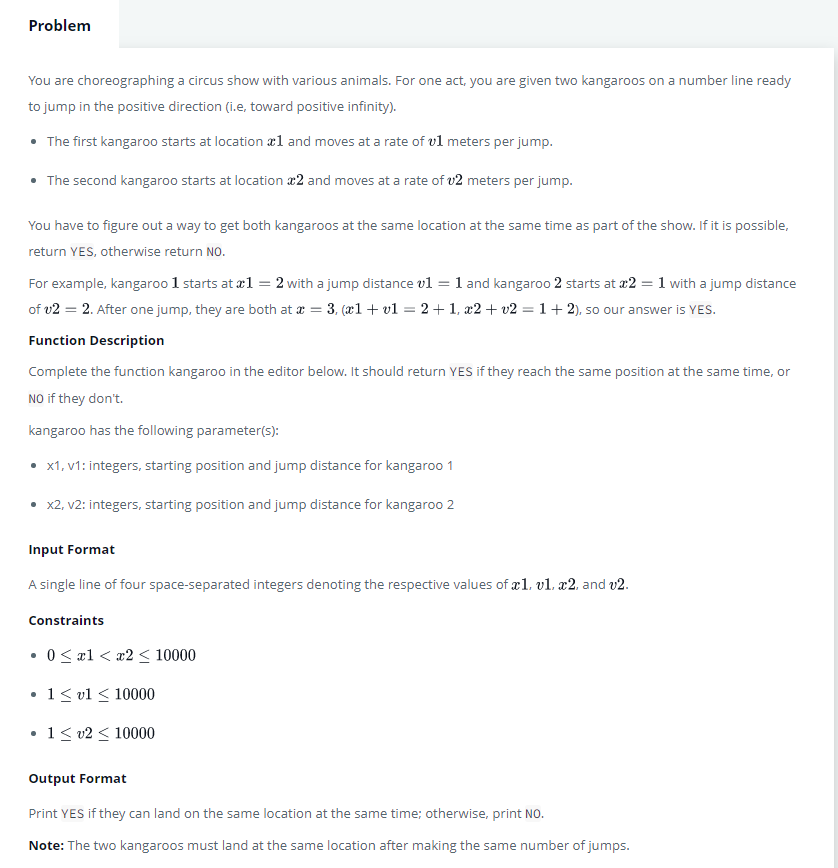 Problem
You are choreographing a circus show with various animals. For one act, you are given two kangaroos on a number line ready
to jump in the positive direction (i.e, toward positive infinity).
• The first kangaroo starts at location x1 and moves at a rate of v1 meters per jump.
• The second kangaroo starts at location x2 and moves at a rate of v2 meters per jump.
You have to figure out a way to get both kangaroos at the same location at the same time as part of the show. If it is possible,
return YES, otherwise return NO.
For example, kangaroo 1 starts at x1 = 2 with a jump distance v1 = 1 and kangaroo 2 starts at x2 = 1 with a jump distance
of v2 = 2. After one jump, they are both at x = 3, (x1 + v1 = 2 + 1, x2 + v2 = 1 + 2), so our answer is YES.
Function Description
Complete the function kangaroo in the editor below. It should return YES if they reach the same position at the same time, or
NO if they don't.
kangaroo has the following parameter(s):
• x1, v1: integers, starting position and jump distance for kangaroo 1
• x2, v2: integers, starting position and jump distance for kangaroo 2
Input Format
A single line of four space-separated integers denoting the respective values of x1, v1, x2, and v2.
Constraints
• 0 ≤ x1 < x2 ≤ 10000
• 1 ≤ v1 ≤ 10000
• 1 ≤ v2 ≤ 10000
Output Format
Print YES if they can land on the same location at the same time; otherwise, print NO.
Note: The two kangaroos must land at the same location after making the same number of jumps.